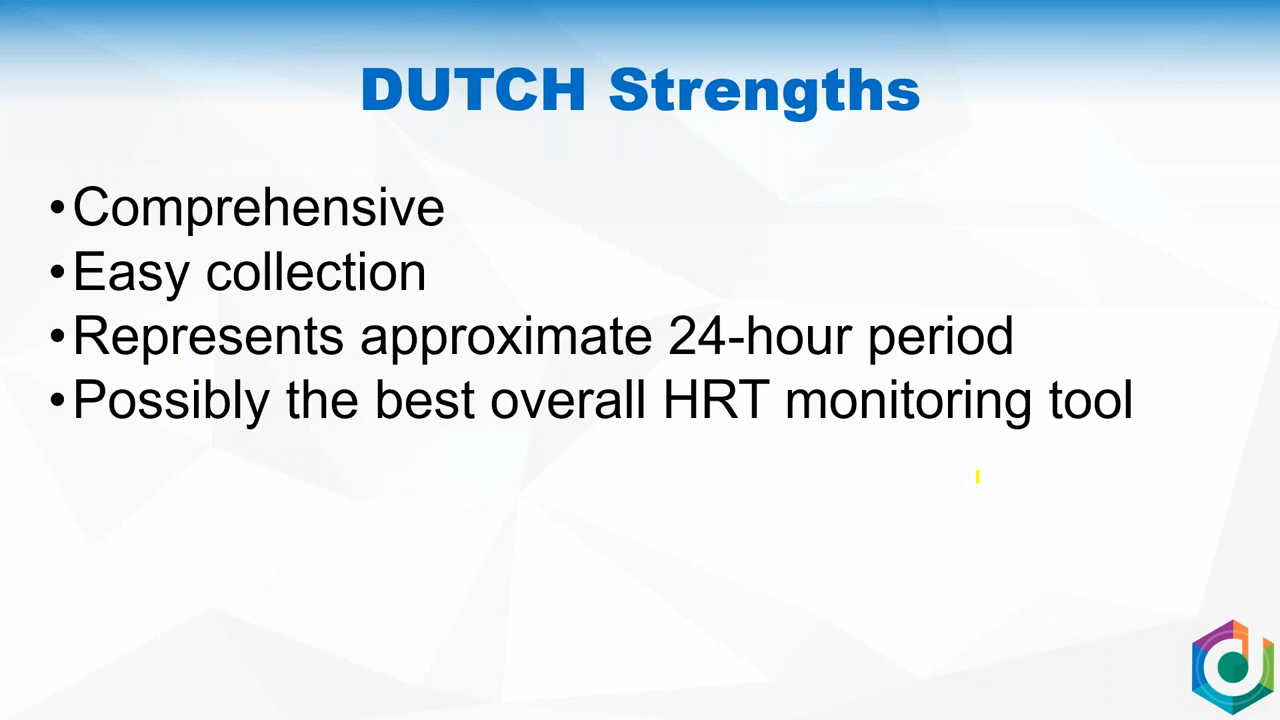 DUTCH Strengths
•Comprehensive
•Easy collection
•Represents approximate 24-hour period
•Possibly the best overall HRT monitoring tool